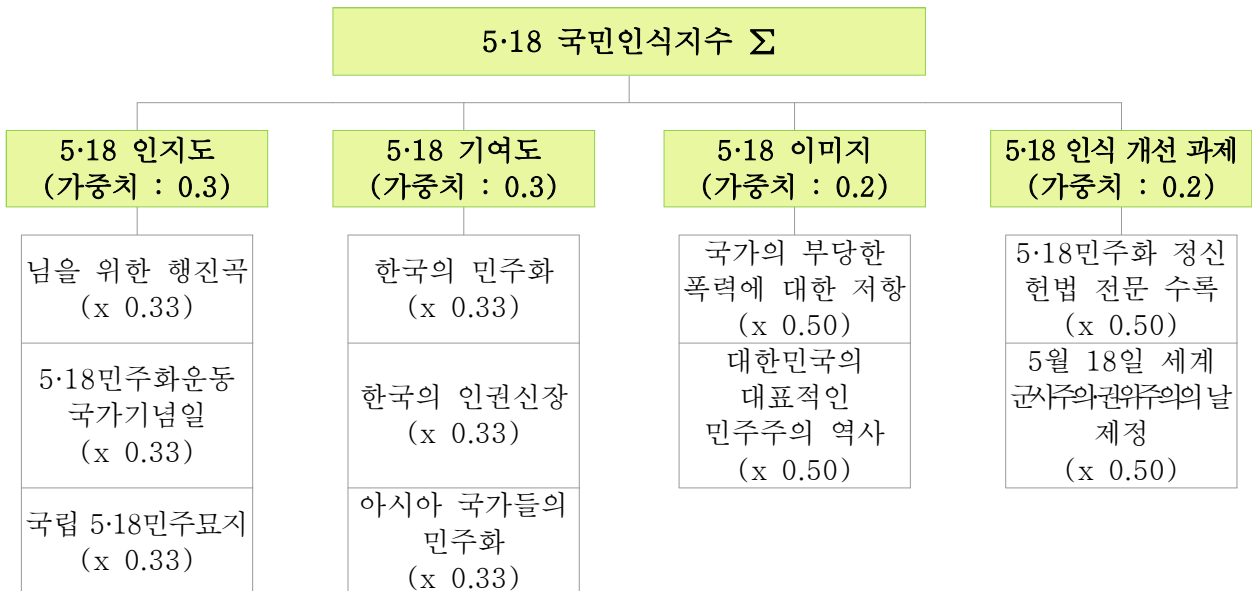 5·18 국민인식지수 Σ
5·18 인지도
(가중치 : 0.3)
님을 위한 행진곡
(x 0.33)
5·18민주화운동
국가기념일
(x 0.33)
국립 5·18민주묘지
(x 0.33)
5·18 기여도
(가중치 : 0.3)
한국의 민주화
(x 0.33)
한국의 인권신장
(x 0.33)
아시아 국가들의
민주화
(x 0.33)
5·18 이미지
(가중치 : 0.2)
국가의 부당한
폭력에 대한 저항
(x 0.50)
대한민국의
대표적인
민주주의 역사
(x 0.50)
5·18 인식 개선 과제
(가중치 : 0.2)
5·18민주화 정신
헌법 전문 수록
(x 0.50)
5월 18일 세계
군사주의·권위주의의 날
제정
(x 0.50)